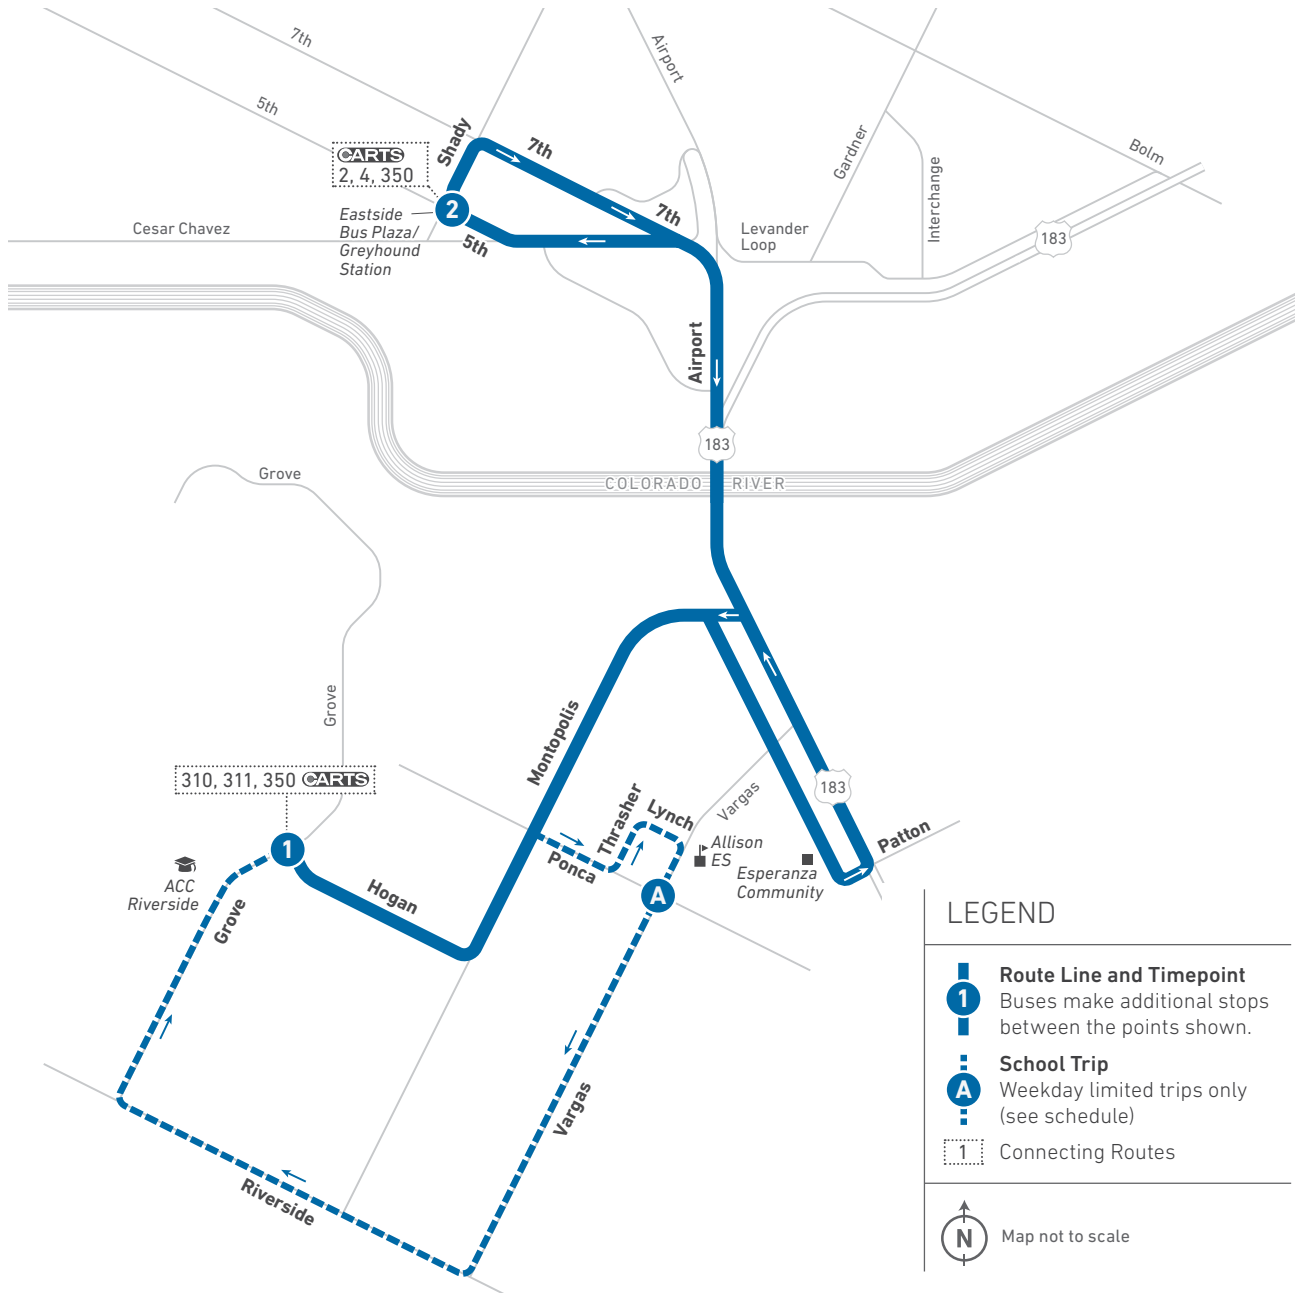 7th
Airport
5th
Shady
7th
Gardner
Bolm
CARTS
2, 4, 350
2
Eastside
Bus Plaza/
Greyhound
Station
7th
Interchange
Cesar Chavez
5th
Levander
Loop
183
Airport
183
COLORADO RIVER
Grove
Grove
Montopolis
310, 311, 350 CARTS
183
Vargas
Thrasher
Lynch
Patton
1
Allison
ES
Ponca
Esperanza
Community
ACC
Riverside
Hogan
A
Grove
Vargas
Riverside
LEGEND
1
Route Line and Timepoint
Buses make additional stops
between the points shown.
A
School Trip
Weekday limited trips only
(see schedule)
1
Connecting Routes
N
Map not to scale